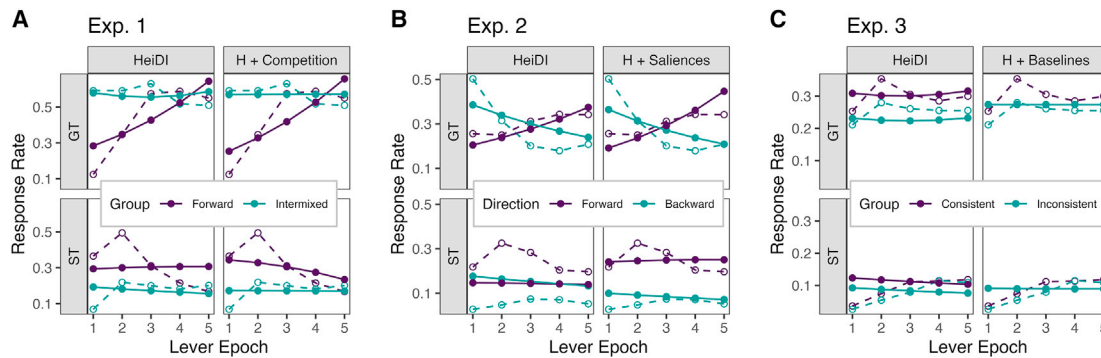 A Exp. 1
HeiDI H + Competition
GT
0.5
0.3
0.1
Response Rate
Group Forward Intermixed
ST
0.5
0.3
0.1
1 2 3 4 5 1 2 3 4 5
Lever Epoch
B Exp. 2
HeiDI H + Saliences
GT
0.5
0.3
0.1
Response Rate
Direction Forward Backward
ST
0.3
0.1
1 2 3 4 5 1 2 3 4 5
Lever Epoch
C Exp. 3
HeiDI H + Baselines
GT
0.3
0.2
0.1
Response Rate
Group Consistent Inconsistent
ST
0.3
0.2
0.1
1 2 3 4 5 1 2 3 4 5
Lever Epoch